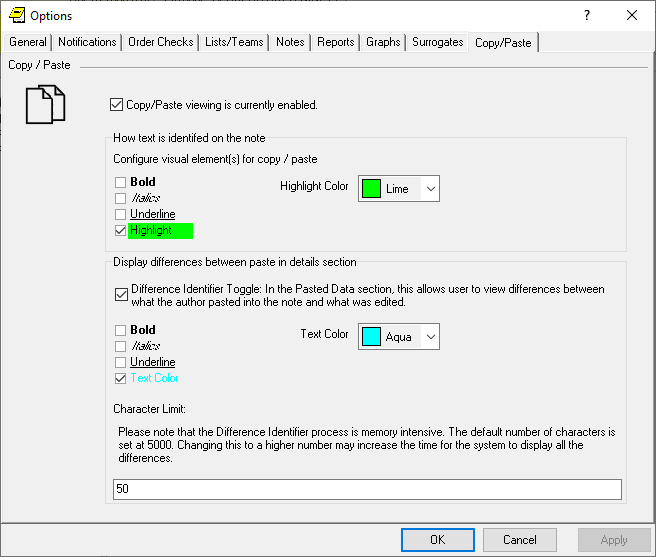 Options
General Notifications Order Checks Lists/Teams Notes Reports Graphs Surrogates Copy/Paste
Copy / Paste
Copy/Paste viewing is currently enabled.
How text is identifed on the note
Configure visual element(s) for copy / paste
Bold
Highlight Color Lime
Italics
Underline
Highlight
Display differences between paste in details section
Difference Identifier Toggle: In the Pasted Data section, this allows user to view differences between
what the author pasted into the note and what was edited.
Bold
Text Color Aqua
Italics
Underline
Text Color
Character Limit:
Please note that the Difference Identifier process is memory intensive. The default number of characters is
set at 5000. Changing this to a higher number may increase the time for the system to display all the
differences.
50
OK Cancel Apply